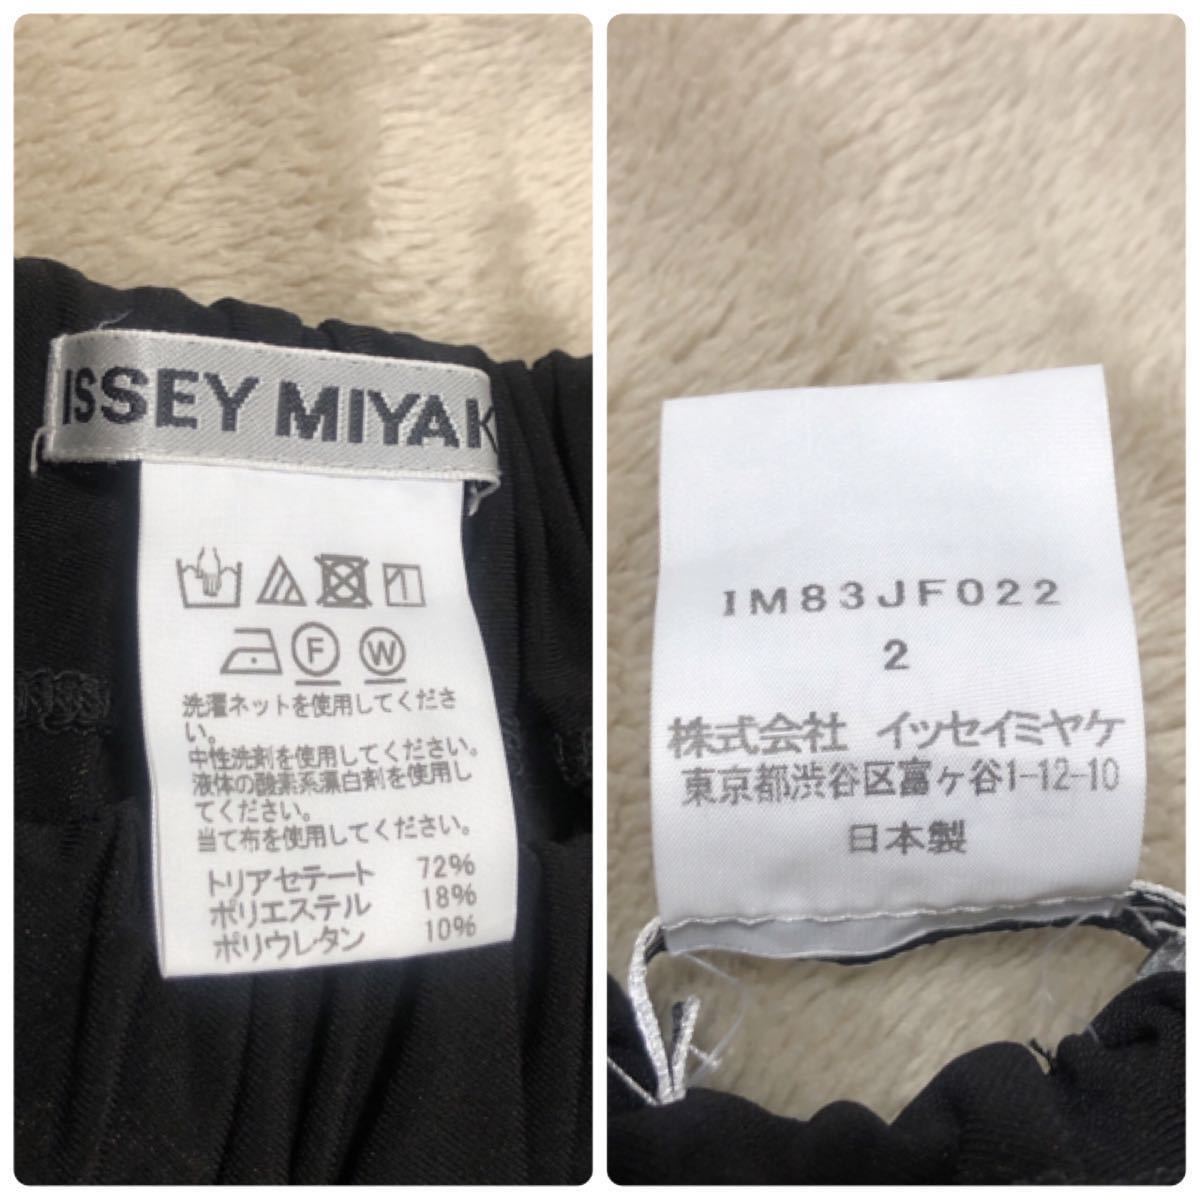 ISSEY MIYAK
F
W
洗濯ネットを使用してくださ
い。
中性洗剤を使用してください。
液体の酸素系漂白剤を使用し
てください。
当て布を使用してください。
トリアセテート 72%
ポリエステル 18%
ポリウレタン 10%
IM83JF022
2
株式会社 イッセイミヤケ
東京都渋谷区富ヶ谷1-12-10
日本製